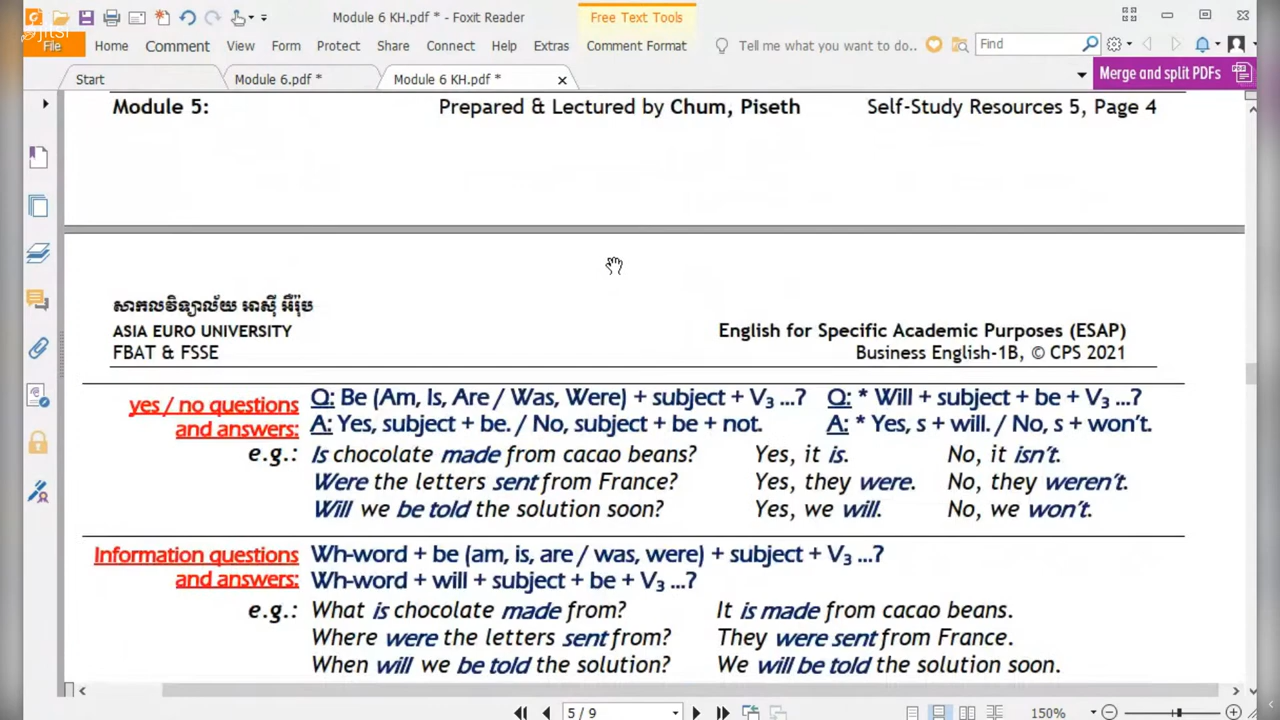 jitsi
Module 6 KH.pdf * - Foxit Reader
Free Text Tools
File Home Comment View Form Protect Share Connect Help Extras Comment Format Tell me what you want to do.. Find
Start Module 6.pdf * Module 6 KH.pdf * Merge and split PDFs
Module 5: Prepared & Lectured by Chum, Piseth Self-Study Resources 5, Page 4
សាកលវិទ្យាល័យ អាស៊ី អឺរ៉ុប
ASIA EURO UNIVERSITY English for Specific Academic Purposes (ESAP)
FBAT & FSSE Business English-1B, © CPS 2021
yes / no questions Q: Be (Am, Is, Are / Was, Were) + subject + V₃ ...? Q: * Will + subject + be + V₃ ...?
and answers: A: Yes, subject + be. / No, subject + be + not. A: * Yes, s + will. / No, s + won't.
e.g.: Is chocolate made from cacao beans? Yes, it is. No, it isn't.
Were the letters sent from France? Yes, they were. No, they weren't.
Will we be told the solution soon? Yes, we will. No, we won't.
Information questions Wh-word + be (am, is, are / was, were) + subject + V₃ ...?
and answers: Wh-word + will + subject + be + V₃ ...?
e.g.: What is chocolate made from? It is made from cacao beans.
Where were the letters sent from? They were sent from France.
When will we be told the solution? We will be told the solution soon.
5 / 9 150%